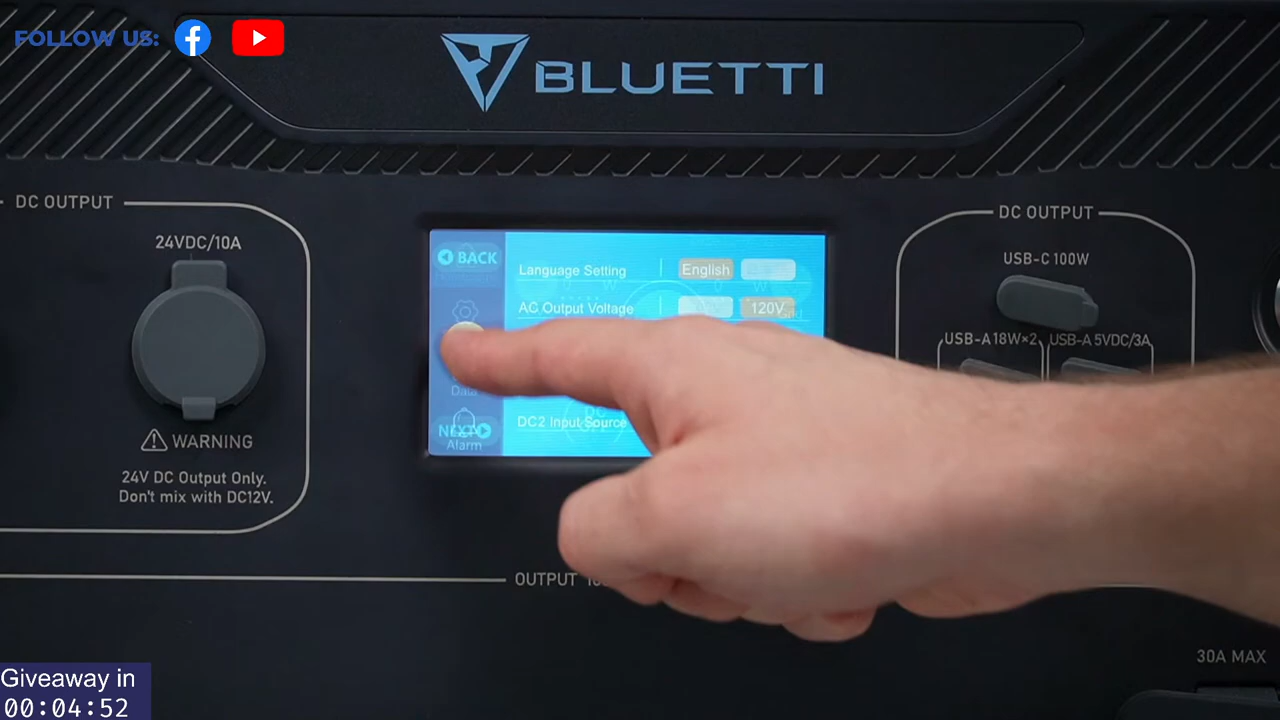 FOLLOW US:
BLUETTI
DC OUTPUT
24VDC/10A
WARNING
24V DC Output Only.
Don't mix with DC12V.
BACK
Language Setting
English
AC Output Voltage
120V
Data
DC2 Input Source
NEXT
Alarm
DC OUTPUT
USB-C 100W
USB-A 18W×2
USB-A 5VDC/3A
OUTPUT
30A MAX
Giveaway in
00:04:52